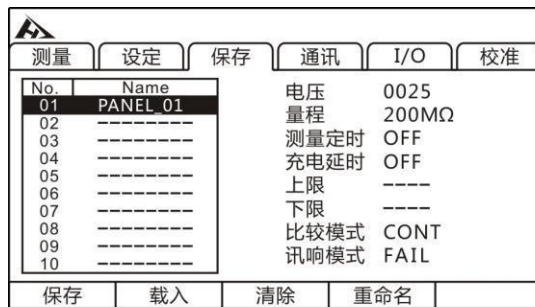 测量 设定 保存 通讯 I/O 校准
No. Name
01 PANEL_01
02 --------
03 --------
04 --------
05 --------
06 --------
07 --------
08 --------
09 --------
10 --------
电压 0025
量程 200MΩ
测量定时 OFF
充电延时 OFF
上限 ----
下限 ----
比较模式 CONT
讯响模式 FAIL
保存 载入 清除 重命名